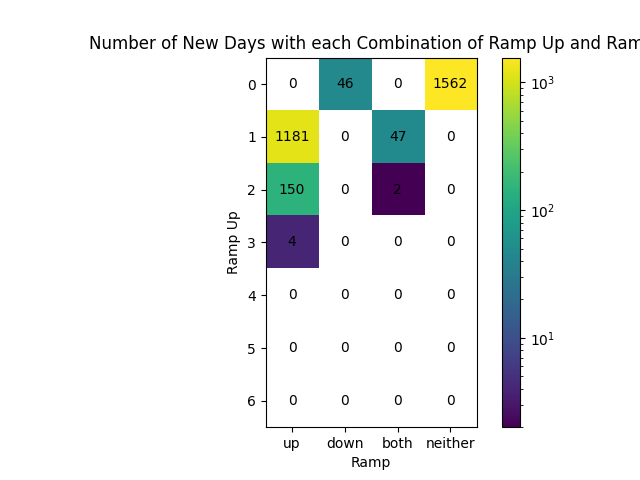 Number of New Days with each Combination of Ramp Up and Ram
0 0 46 0 1562 10³
1 1181 0 47 0
2 150 0 2 0 10²
Ramp Up
3 4 0 0 0
4 0 0 0 0 10¹
5 0 0 0 0
6 0 0 0 0
up down both neither
Ramp